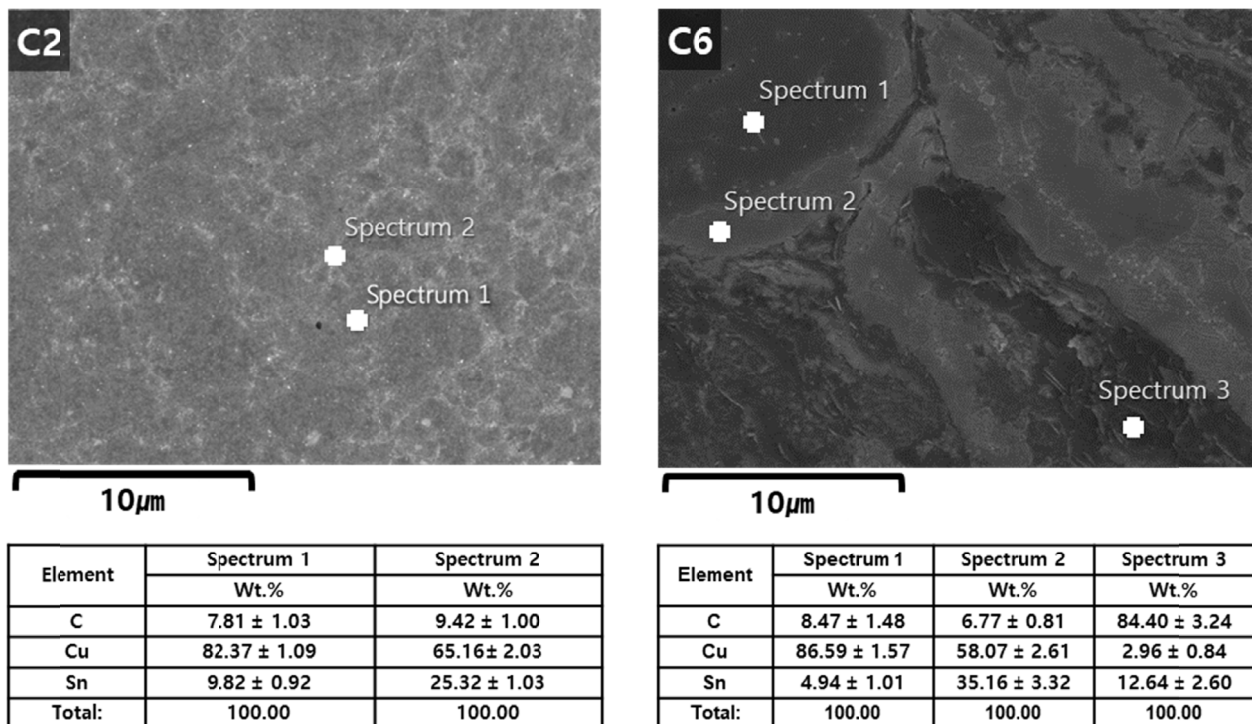 C2
Spectrum 2
Spectrum 1
10µm
Element Spectrum 1 Spectrum 2
Wt.% Wt.%
C 7.81 ± 1.03 9.42 ± 1.00
Cu 82.37 ± 1.09 65.16± 2.03
Sn 9.82 ± 0.92 25.32 ± 1.03
Total: 100.00 100.00
C6
Spectrum 1
Spectrum 2
Spectrum 3
10µm
Element Spectrum 1 Spectrum 2 Spectrum 3
Wt.% Wt.% Wt.%
C 8.47 ± 1.48 6.77 ± 0.81 84.40 ± 3.24
Cu 86.59 ± 1.57 58.07 ± 2.61 2.96 ± 0.84
Sn 4.94 ± 1.01 35.16 ± 3.32 12.64 ± 2.60
Total: 100.00 100.00 100.00